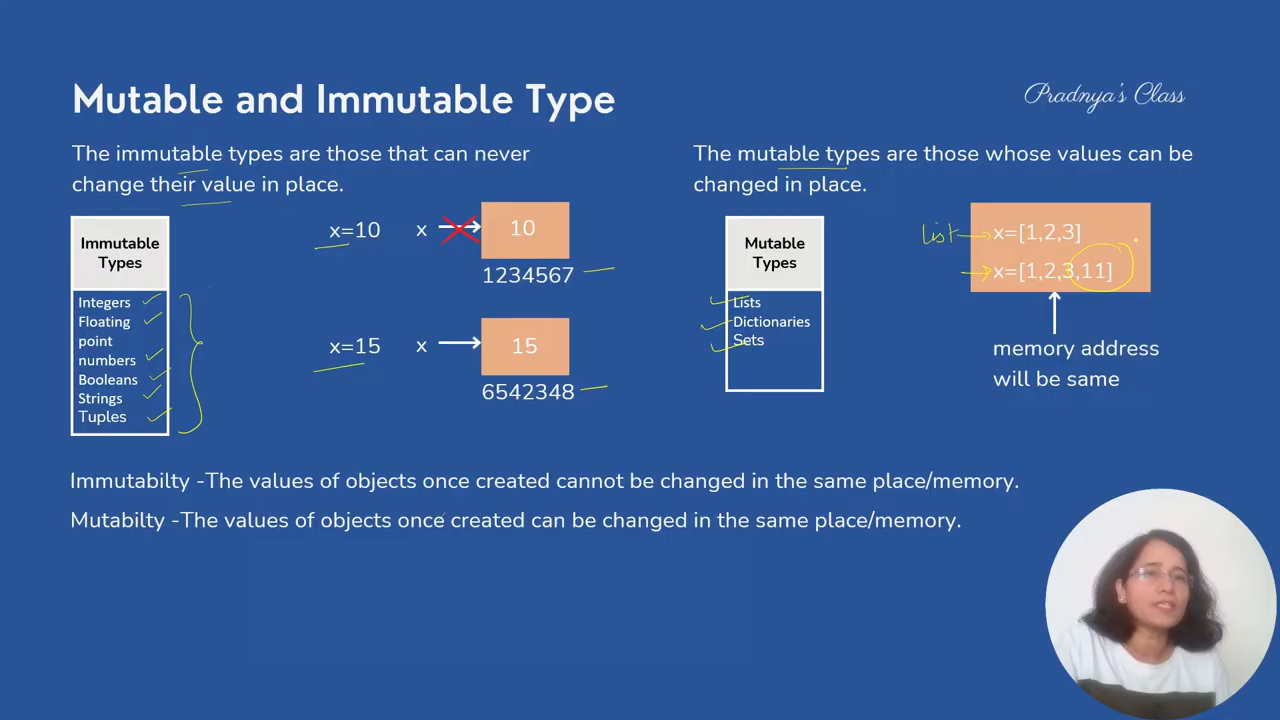 Mutable and Immutable Type
Pradnya's Class
The immutable types are those that can never
change their value in place.
Immutable
Types
Integers
Floating
point
numbers
Booleans
Strings
Tuples
x=10 x 10
1234567
x=15 x 15
6542348
The mutable types are those whose values can be
changed in place.
Mutable
Types
Lists
Dictionaries
Sets
list x=[1,2,3]
x=[1,2,3,11]
memory address
will be same
Immutabilty -The values of objects once created cannot be changed in the same place/memory.
Mutabilty -The values of objects once created can be changed in the same place/memory.